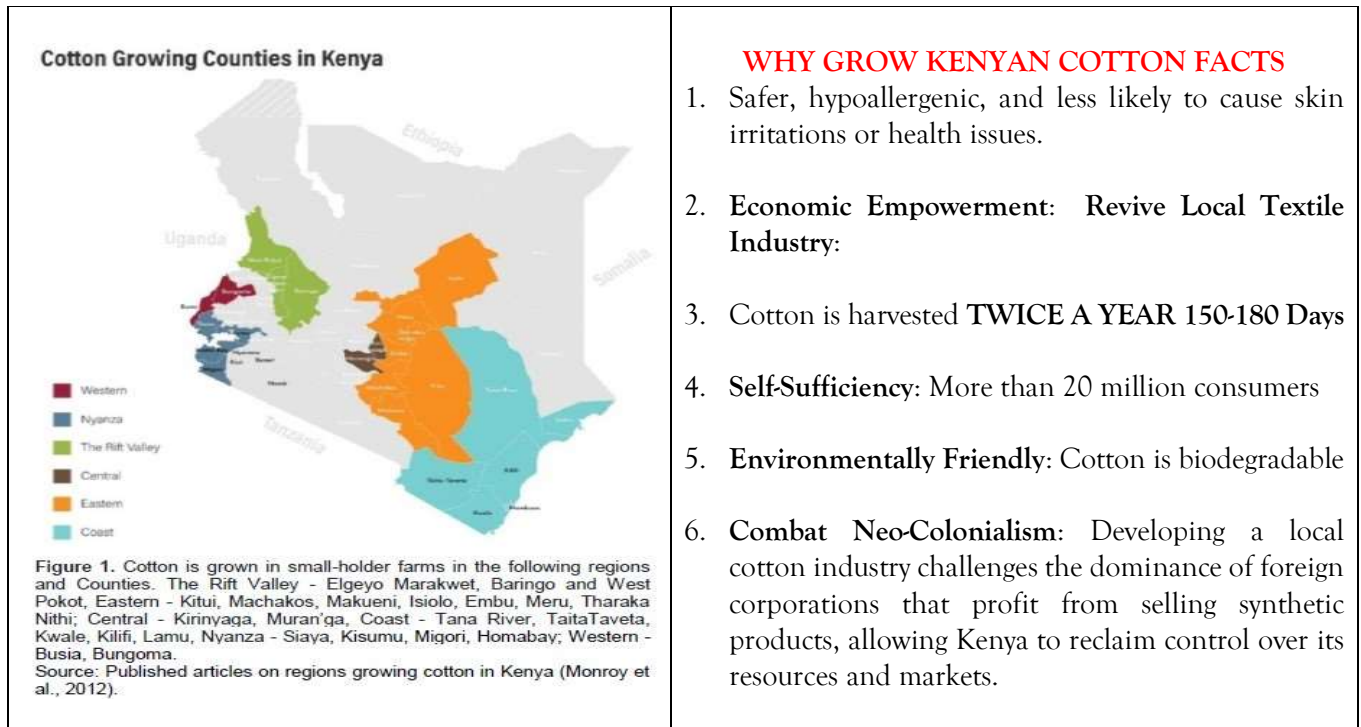 Cotton Growing Counties in Kenya
Ethiopia
Uganda
Somalia
Tanzania
Western
Nyanza
The Rift Valley
Central
Eastern
Coast
Figure 1. Cotton is grown in small-holder farms in the following regions
and Counties. The Rift Valley - Elgeyo Marakwet, Baringo and West
Pokot, Eastern - Kitui, Machakos, Makueni, Isiolo, Embu, Meru, Tharaka
Nithi; Central - Kirinyaga, Muran'ga, Coast - Tana River, TaitaTaveta,
Kwale, Kilifi, Lamu, Nyanza - Siaya, Kisumu, Migori, Homabay; Western -
Busia, Bungoma.
Source: Published articles on regions growing cotton in Kenya (Monroy et
al., 2012).
WHY GROW KENYAN COTTON FACTS
1. Safer, hypoallergenic, and less likely to cause skin
irritations or health issues.
2. Economic Empowerment: Revive Local Textile
Industry:
3. Cotton is harvested TWICE A YEAR 150-180 Days
4. Self-Sufficiency: More than 20 million consumers
5. Environmentally Friendly: Cotton is biodegradable
6. Combat Neo-Colonialism: Developing a local
cotton industry challenges the dominance of foreign
corporations that profit from selling synthetic
products, allowing Kenya to reclaim control over its
resources and markets.